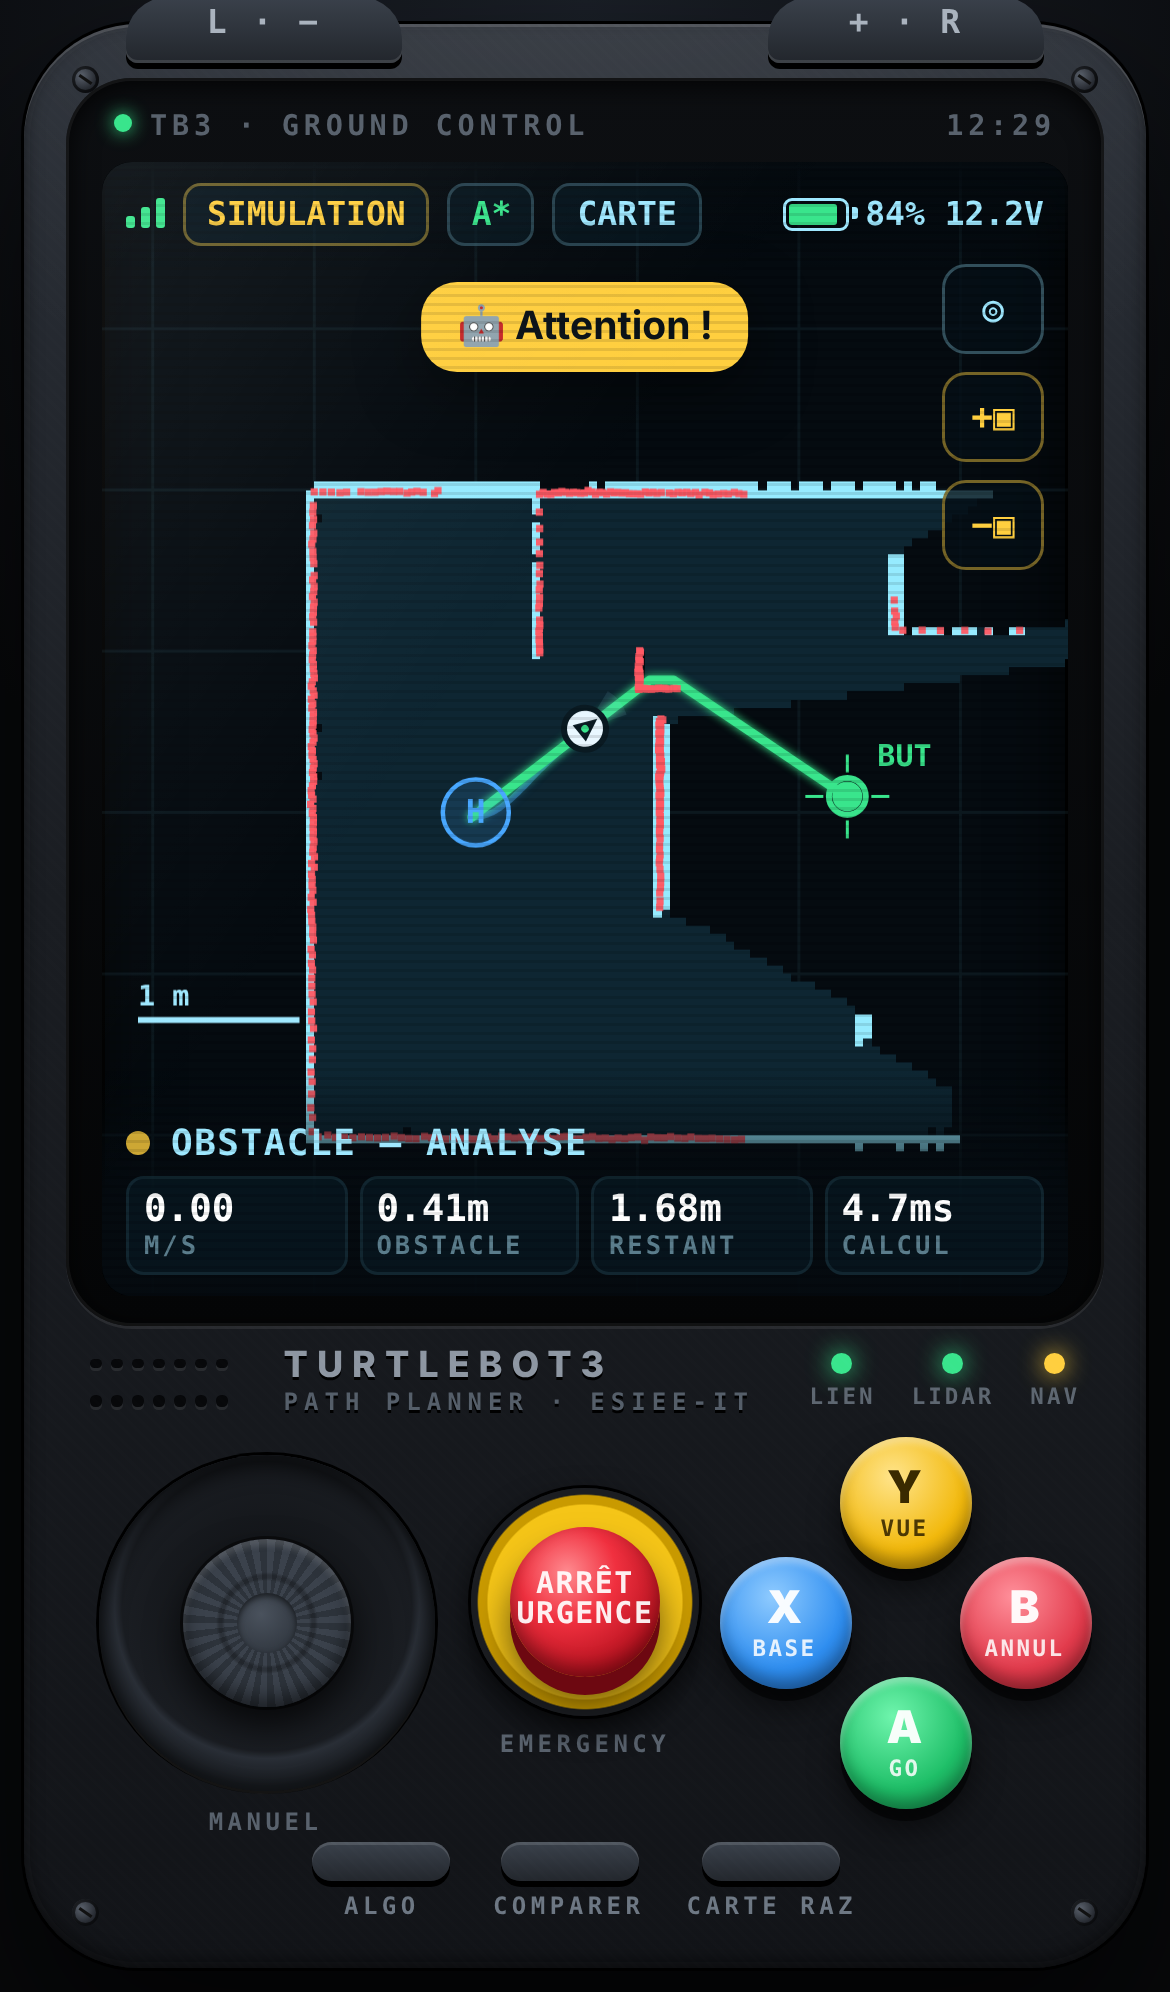 L · –
+ · R
TB3 · GROUND CONTROL
12:29
SIMULATION
A*
CARTE
84% 12.2V
🤖 Attention !
◎
+▣
–▣
BUT
H
1 m
OBSTACLE – ANALYSE
0.00
M/S
0.41m
OBSTACLE
1.68m
RESTANT
4.7ms
CALCUL
TURTLEBOT3
PATH PLANNER · ESIEE-IT
LIEN
LIDAR
NAV
Y
VUE
X
BASE
B
ANNUL
A
GO
ARRÊT
URGENCE
EMERGENCY
MANUEL
ALGO
COMPARER
CARTE RAZ